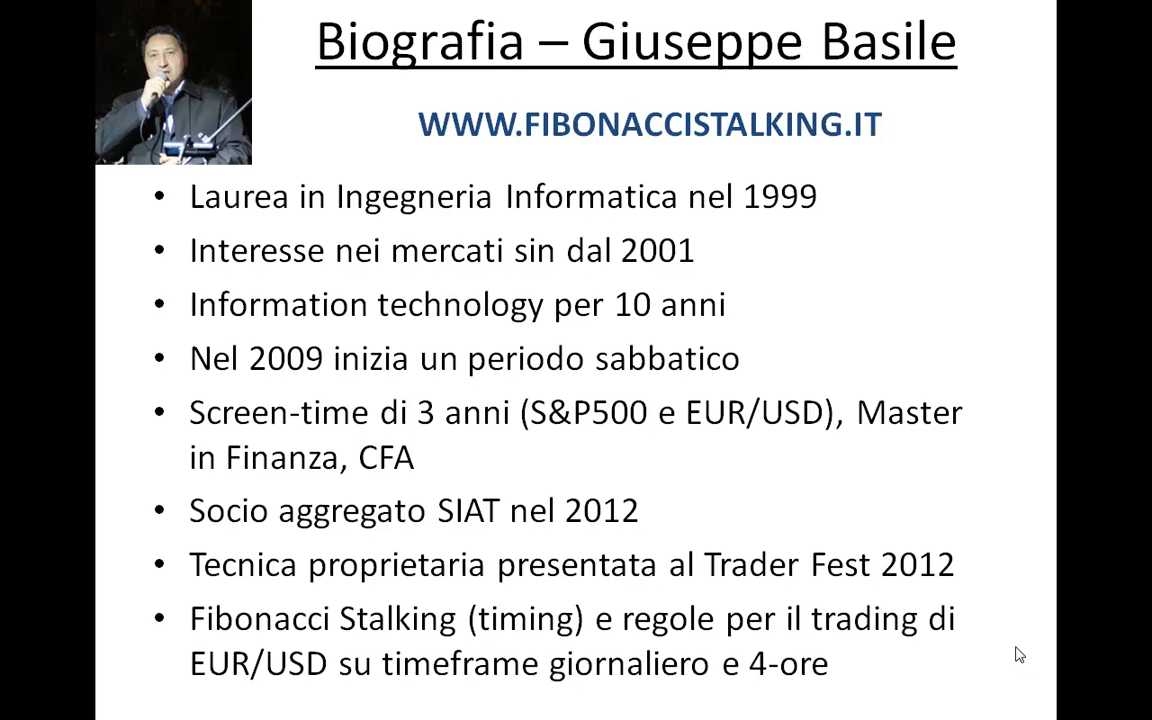 Biografia – Giuseppe Basile
WWW.FIBONACCISTALKING.IT
• Laurea in Ingegneria Informatica nel 1999
• Interesse nei mercati sin dal 2001
• Information technology per 10 anni
• Nel 2009 inizia un periodo sabbatico
• Screen-time di 3 anni (S&P500 e EUR/USD), Master
in Finanza, CFA
• Socio aggregato SIAT nel 2012
• Tecnica proprietaria presentata al Trader Fest 2012
• Fibonacci Stalking (timing) e regole per il trading di
EUR/USD su timeframe giornaliero e 4-ore